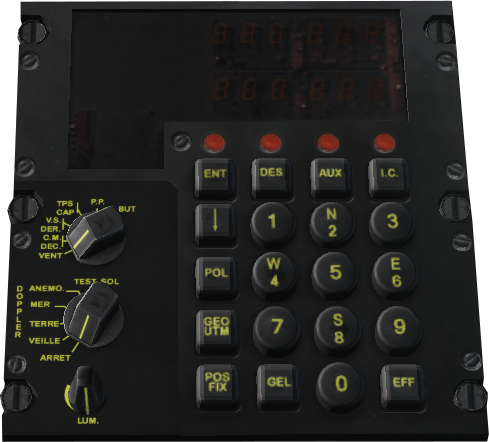 ENT DES AUX I.C.
↓ 1 N 2 3
POL W 4 5 E 6
GEO UTM 7 S 8 9
POS FIX GEL 0 EFF
TPS P.P.
CAP BUT
V.S.
DER.
C.M.
DEC.
VENT
DOPPLER
ANEMO. TEST SOL
MER
TERRE
VEILLE
ARRET
LUM.